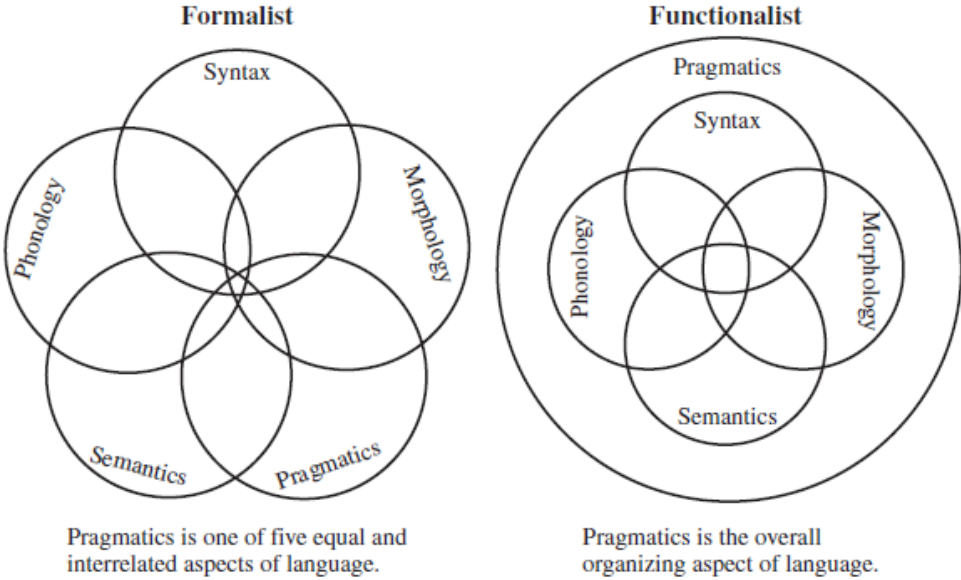 Formalist
Syntax
Phonology
Morphology
Semantics
Pragmatics
Pragmatics is one of five equal and
interrelated aspects of language.
Functionalist
Pragmatics
Syntax
Phonology
Morphology
Semantics
Pragmatics is the overall
organizing aspect of language.